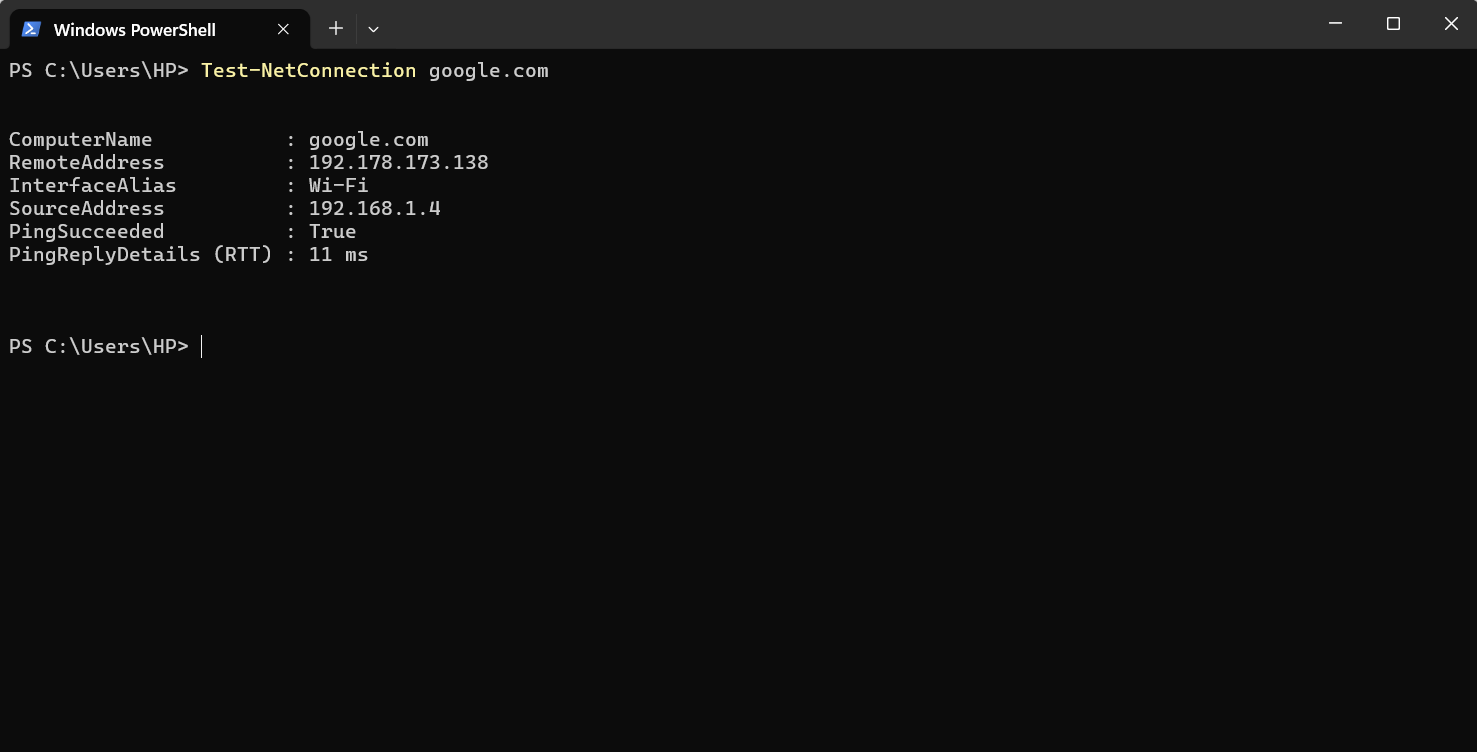 Windows PowerShell
PS C:\Users\HP> Test-NetConnection google.com
ComputerName           : google.com
RemoteAddress          : 192.178.173.138
InterfaceAlias         : Wi-Fi
SourceAddress          : 192.168.1.4
PingSucceeded          : True
PingReplyDetails (RTT) : 11 ms
PS C:\Users\HP>